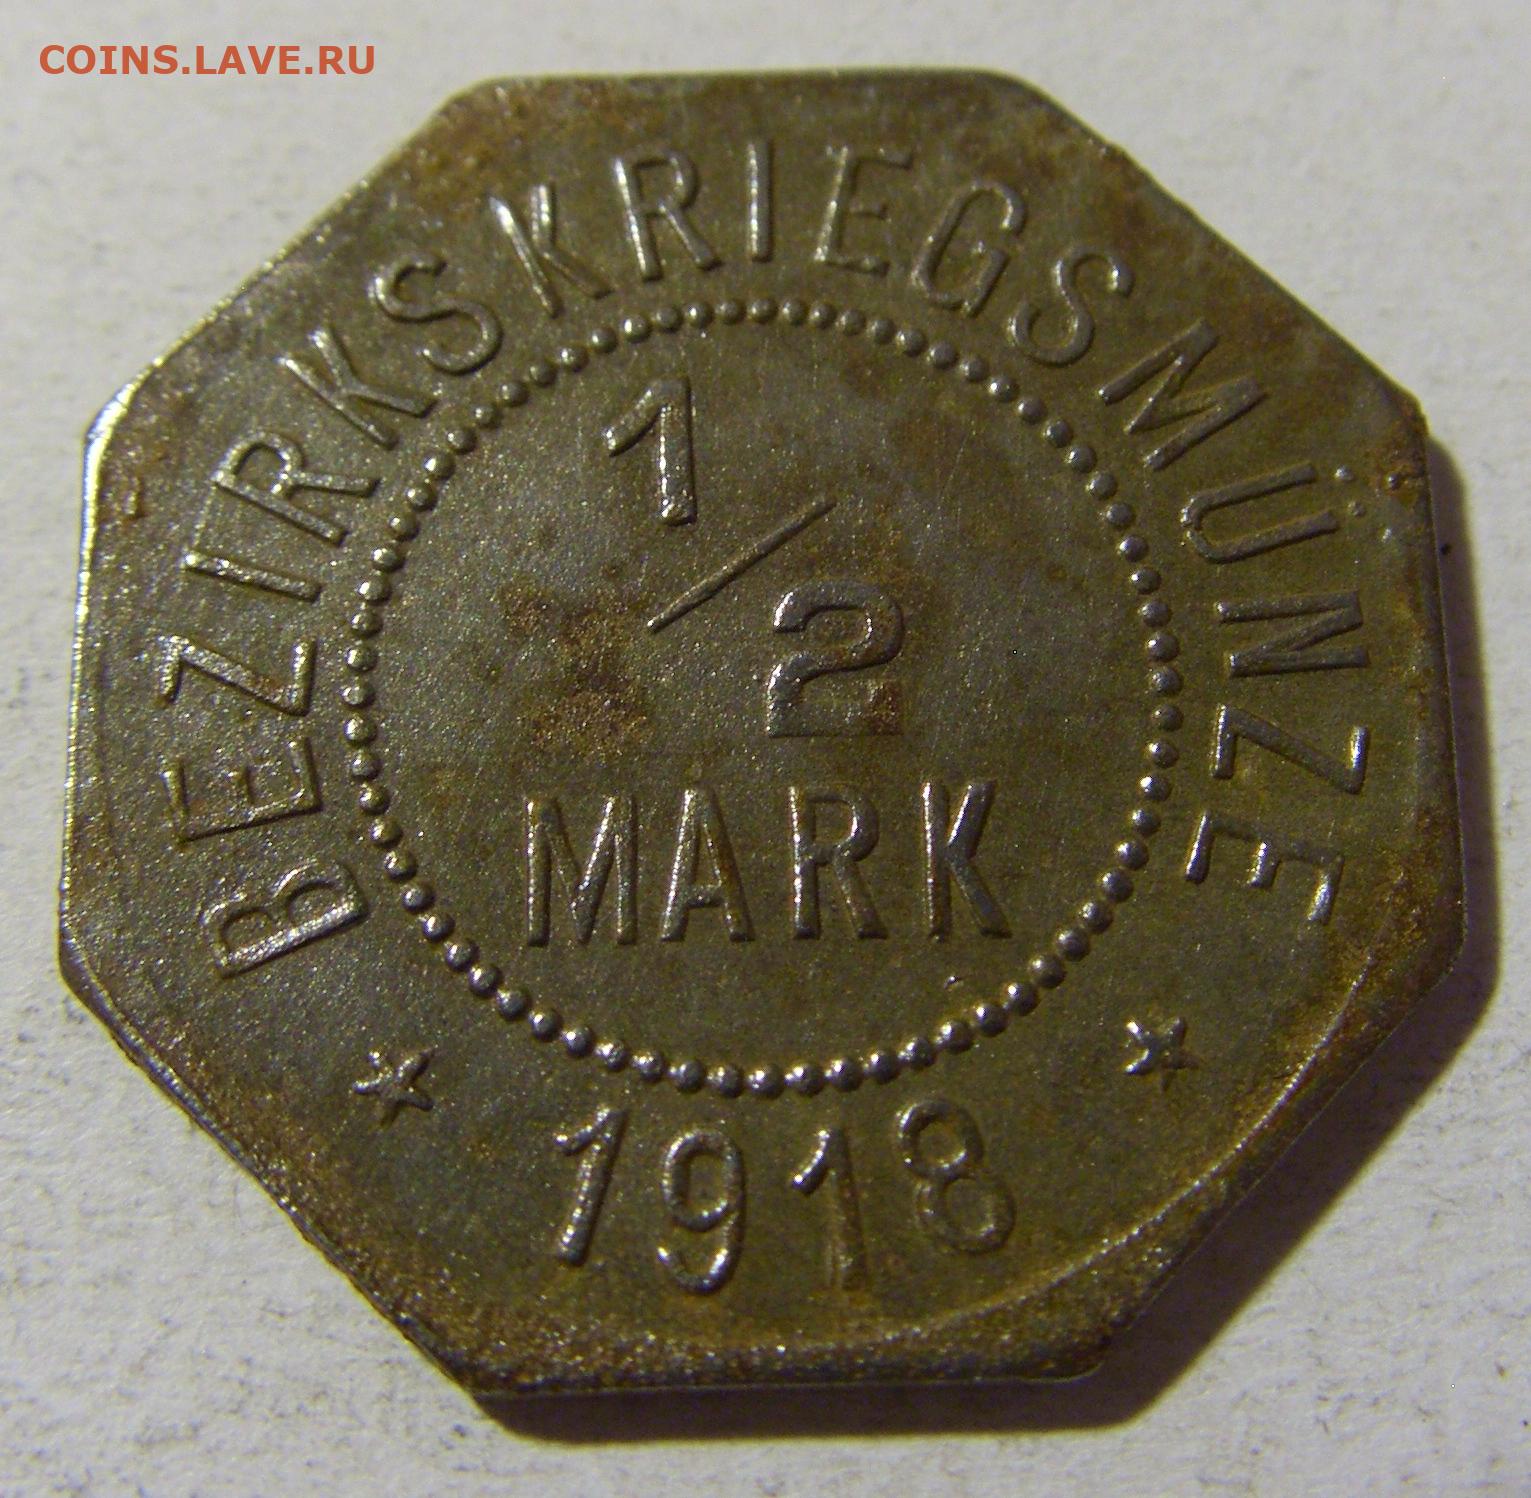 COINS.LAVE.RU
BEZIRKSKRIEGSMÜNZE
1/2
MARK
1918